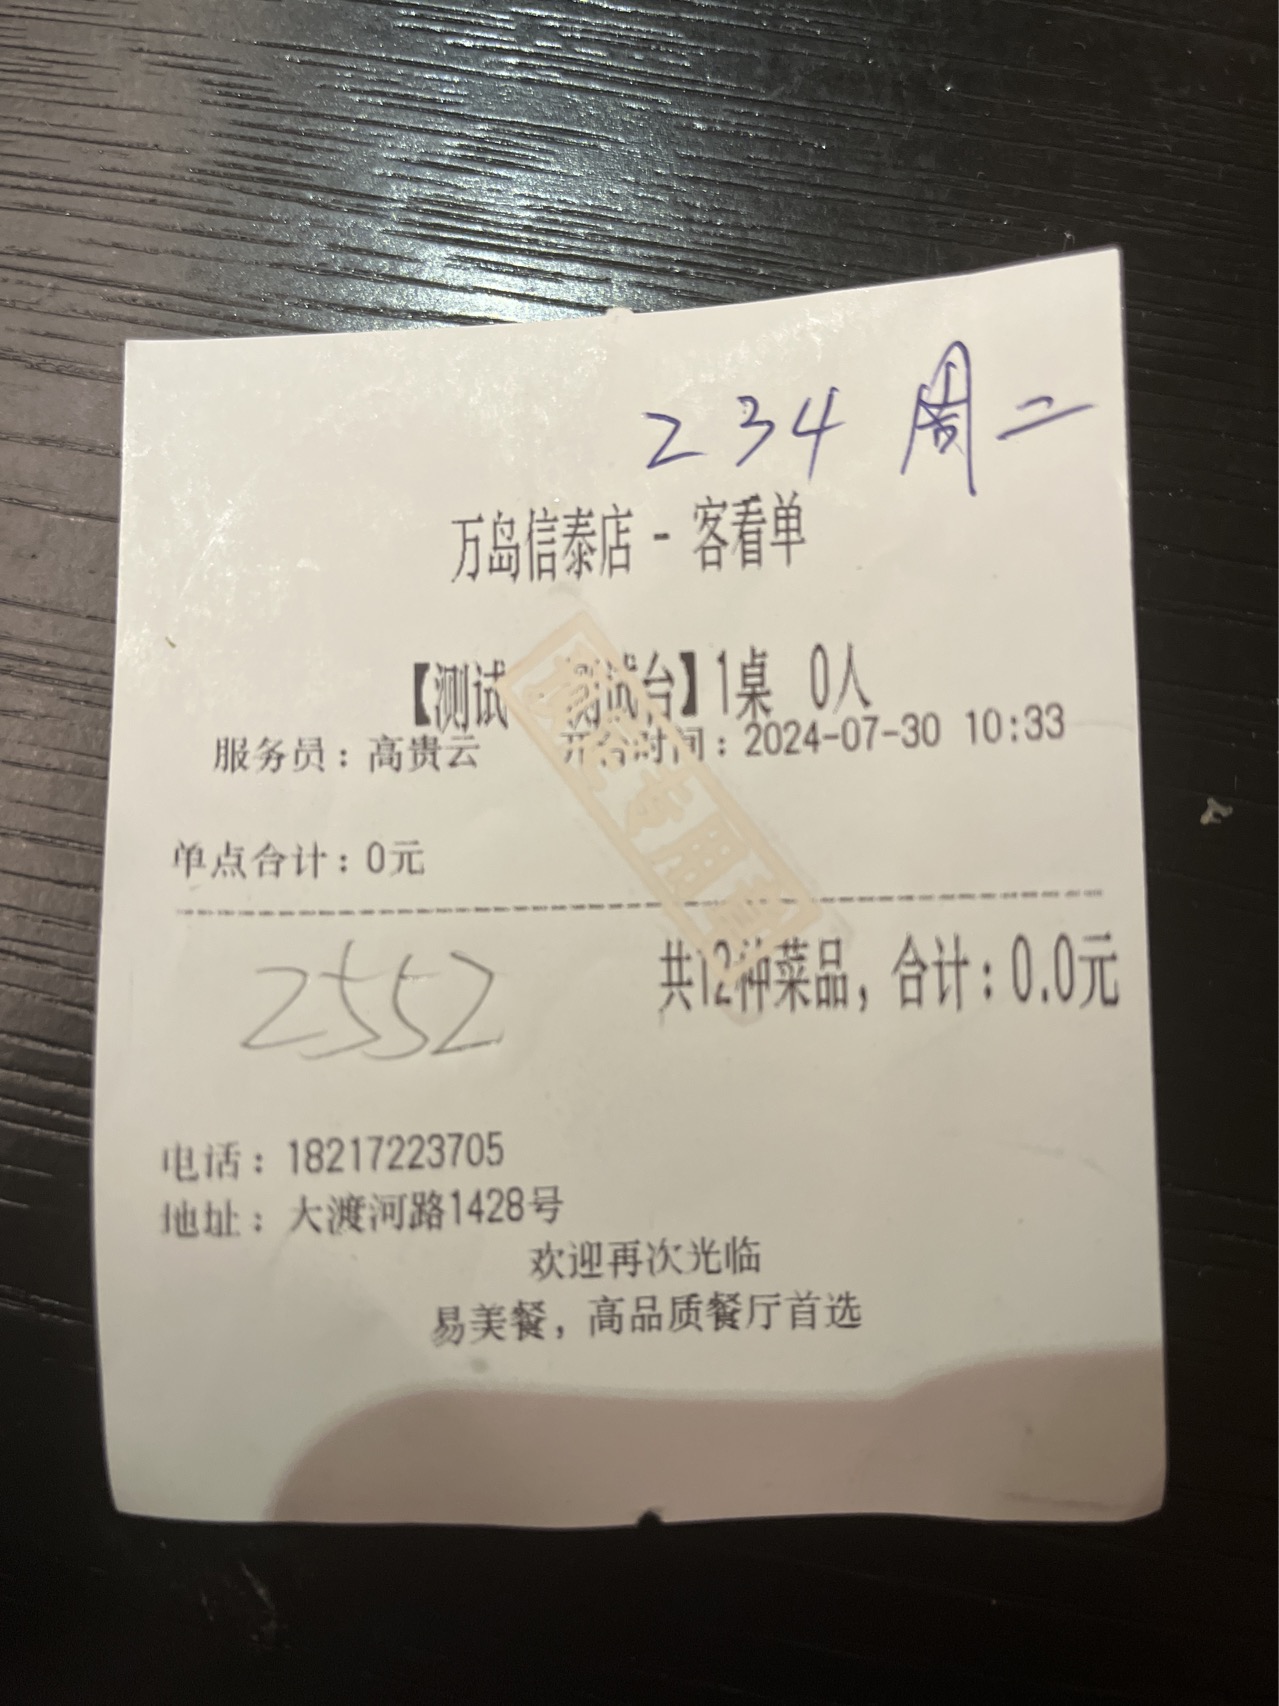 234 周二
万岛信泰店 - 客看单
【测试 测试台】1桌 0人
服务员：高贵云 开台时间：2024-07-30 10:33
单点合计：0元
共12种菜品，合计：0.0元
2552
电话：18217223705
地址：大渡河路1428号
欢迎再次光临
易美餐，高品质餐厅首选
专用章